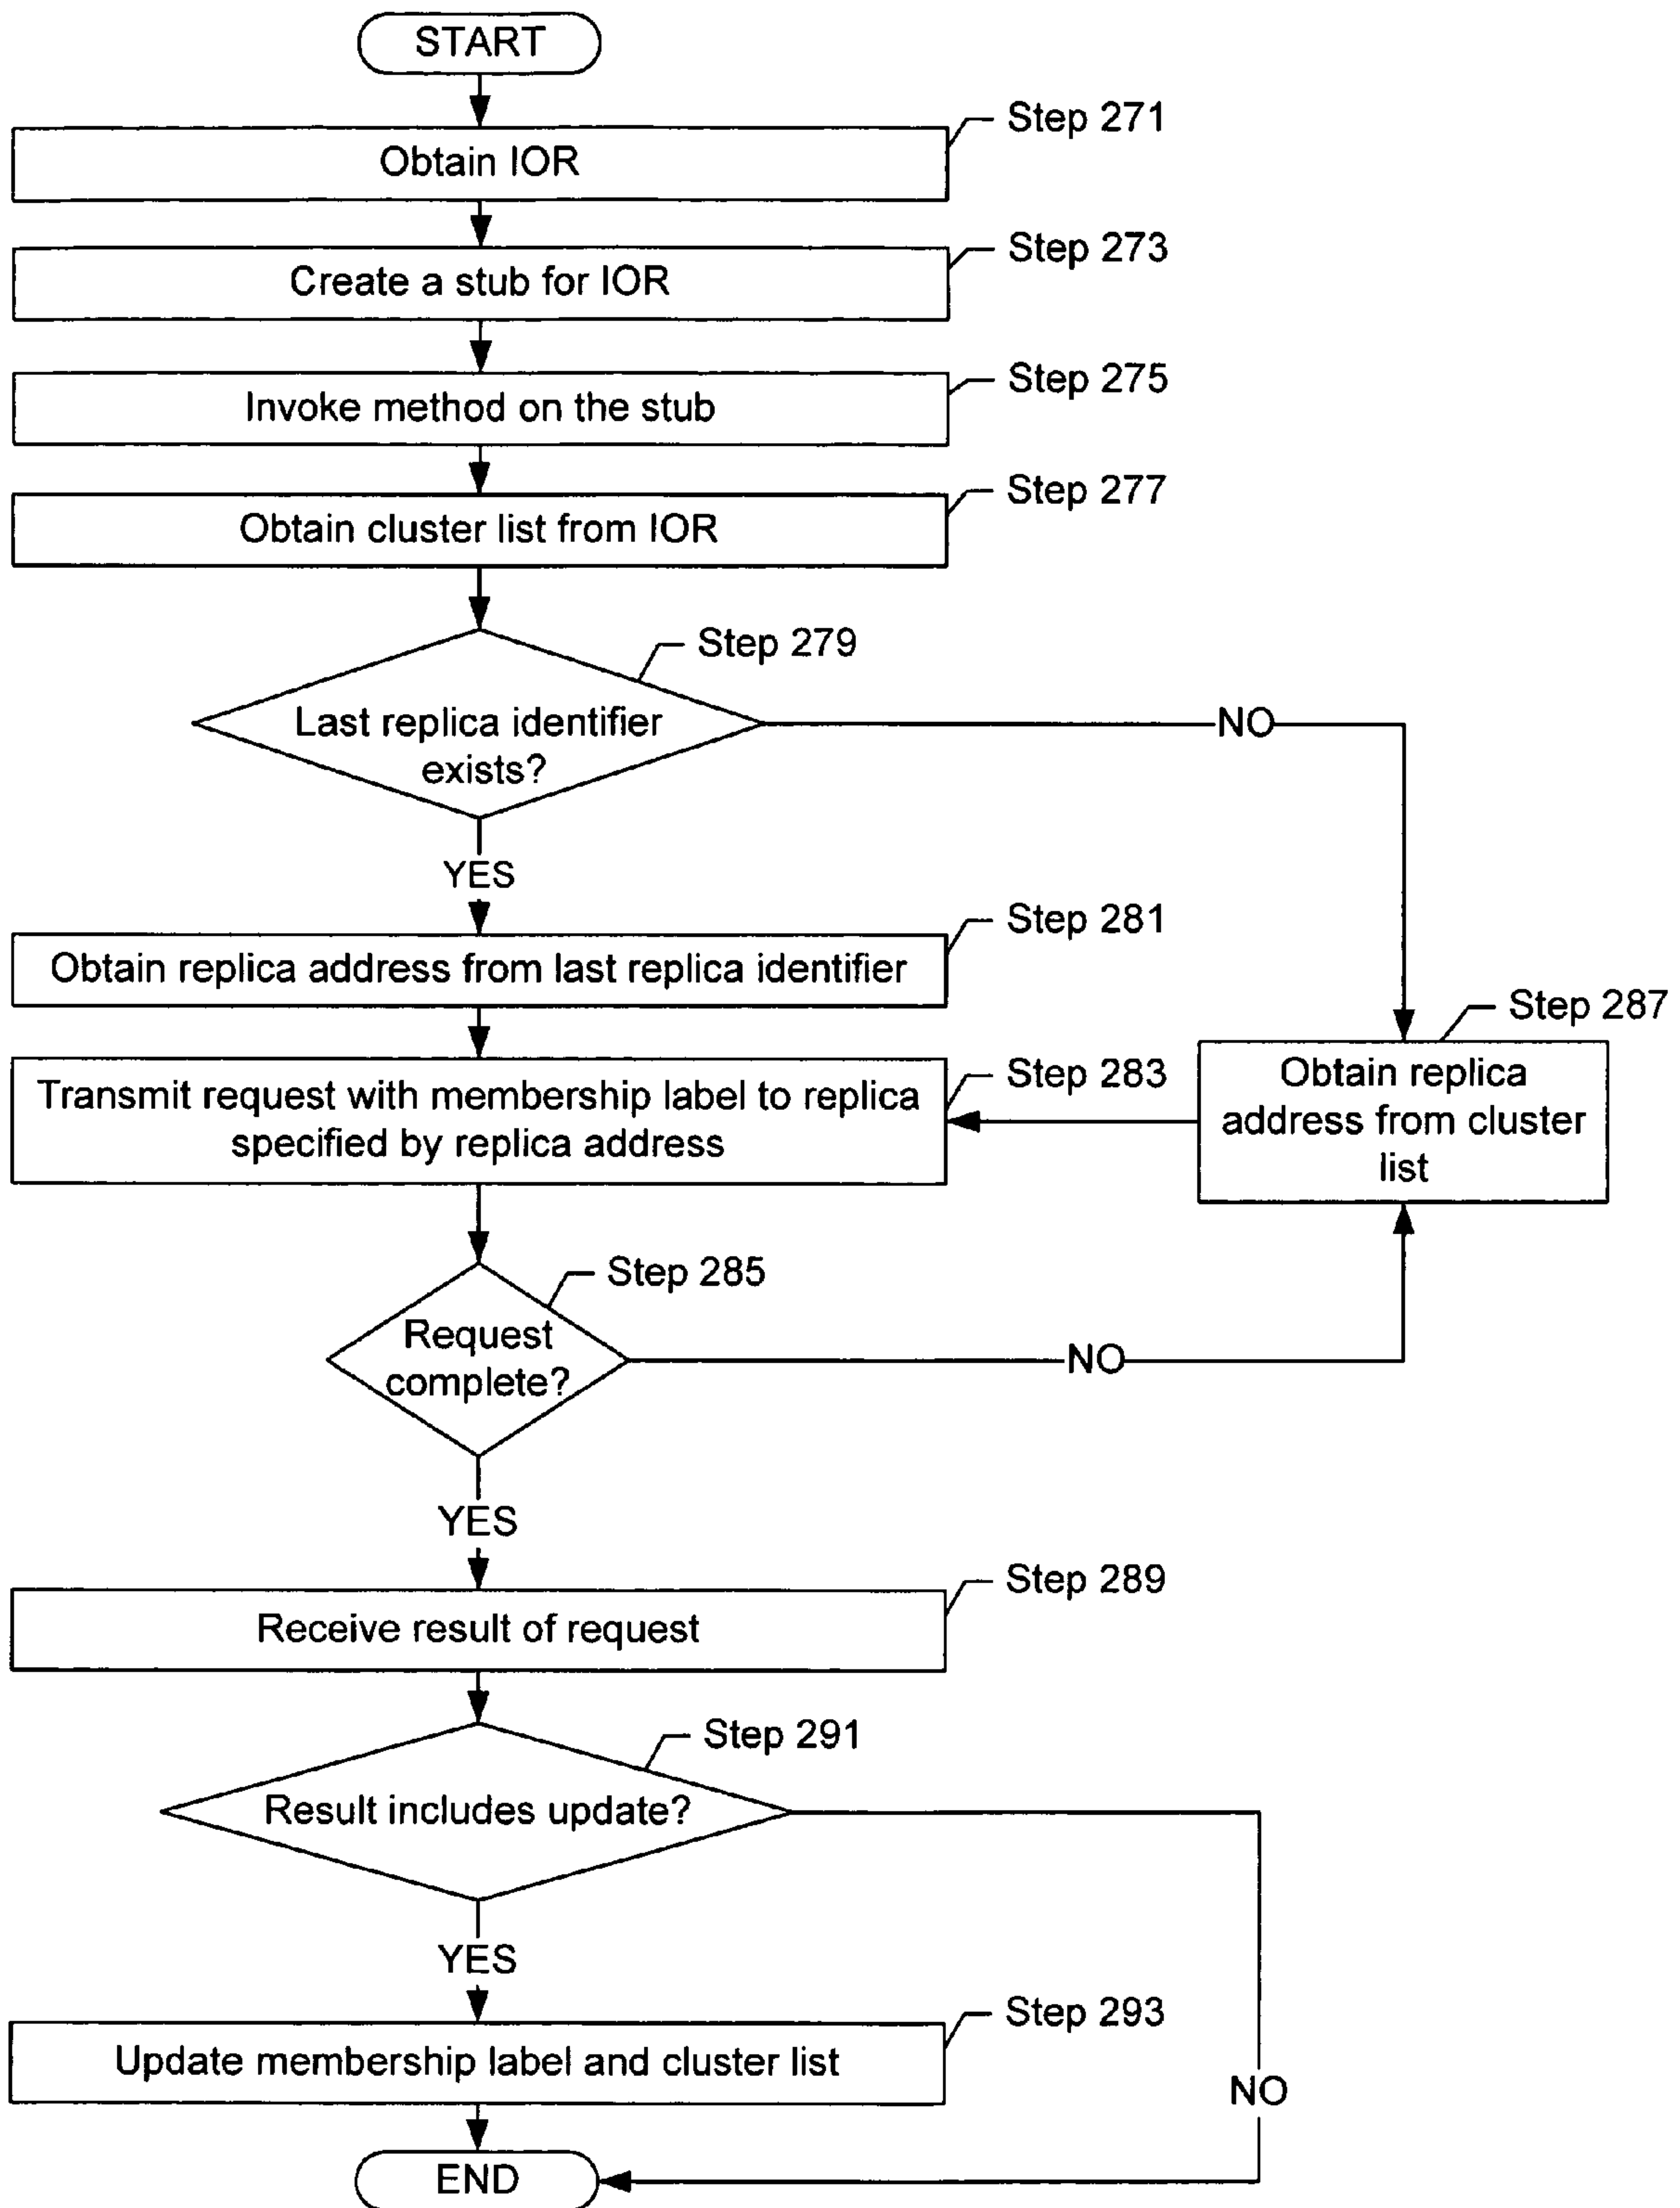 START
Step 271
Obtain IOR
Step 273
Create a stub for IOR
Step 275
Invoke method on the stub
Step 277
Obtain cluster list from IOR
Step 279
Last replica identifier
exists?
NO
YES
Step 281
Obtain replica address from last replica identifier
Step 287
Obtain replica
address from cluster
list
Step 283
Transmit request with membership label to replica
specified by replica address
Step 285
Request
complete?
NO
YES
Step 289
Receive result of request
Step 291
Result includes update?
YES
Step 293
Update membership label and cluster list
NO
END